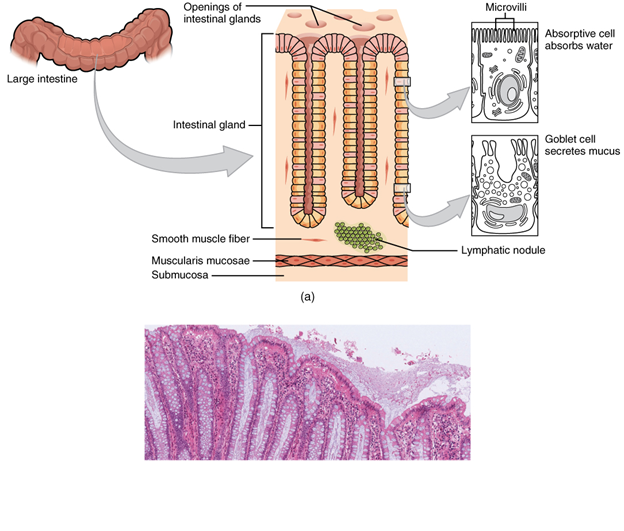 Openings of
intestinal glands
Microvilli
Absorptive cell
absorbs water
Large intestine
Intestinal gland
Goblet cell
secretes mucus
Smooth muscle fiber
Lymphatic nodule
Muscularis mucosae
Submucosa
(a)